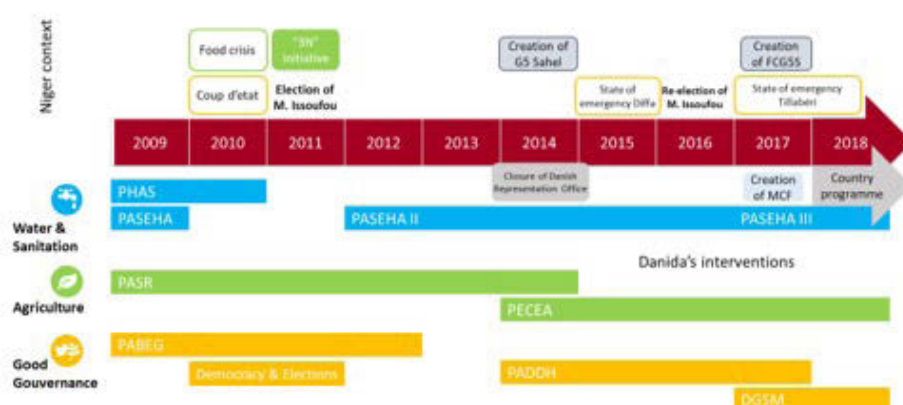 Niger context
Food crisis
"3N"
Initiative
Creation of
G5 Sahel
Creation
of FCG5S
Coup d'etat
Election of
M. Issoufou
State of
emergency Diffa
Re-election of
M. Issoufou
State of emergency
Tillabéri
2009
2010
2011
2012
2013
2014
2015
2016
2017
2018
Closure of Danish
Representation Office
Creation
of MCF
Country
programme
PHAS
PASEHA
PASEHA II
PASEHA III
Water &
Sanitation
Danida's interventions
PASR
PECEA
Agriculture
PABEG
Democracy & Elections
PADDH
DGSM
Good
Gouvernance